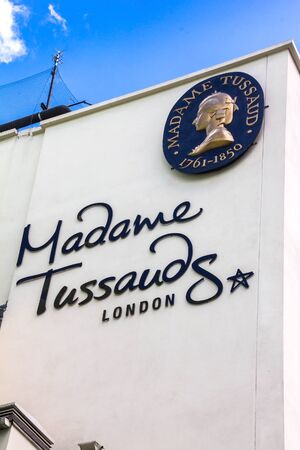 · MADAME TUSSAUD ·
1761-1850
Madame
Tussauds
LONDON